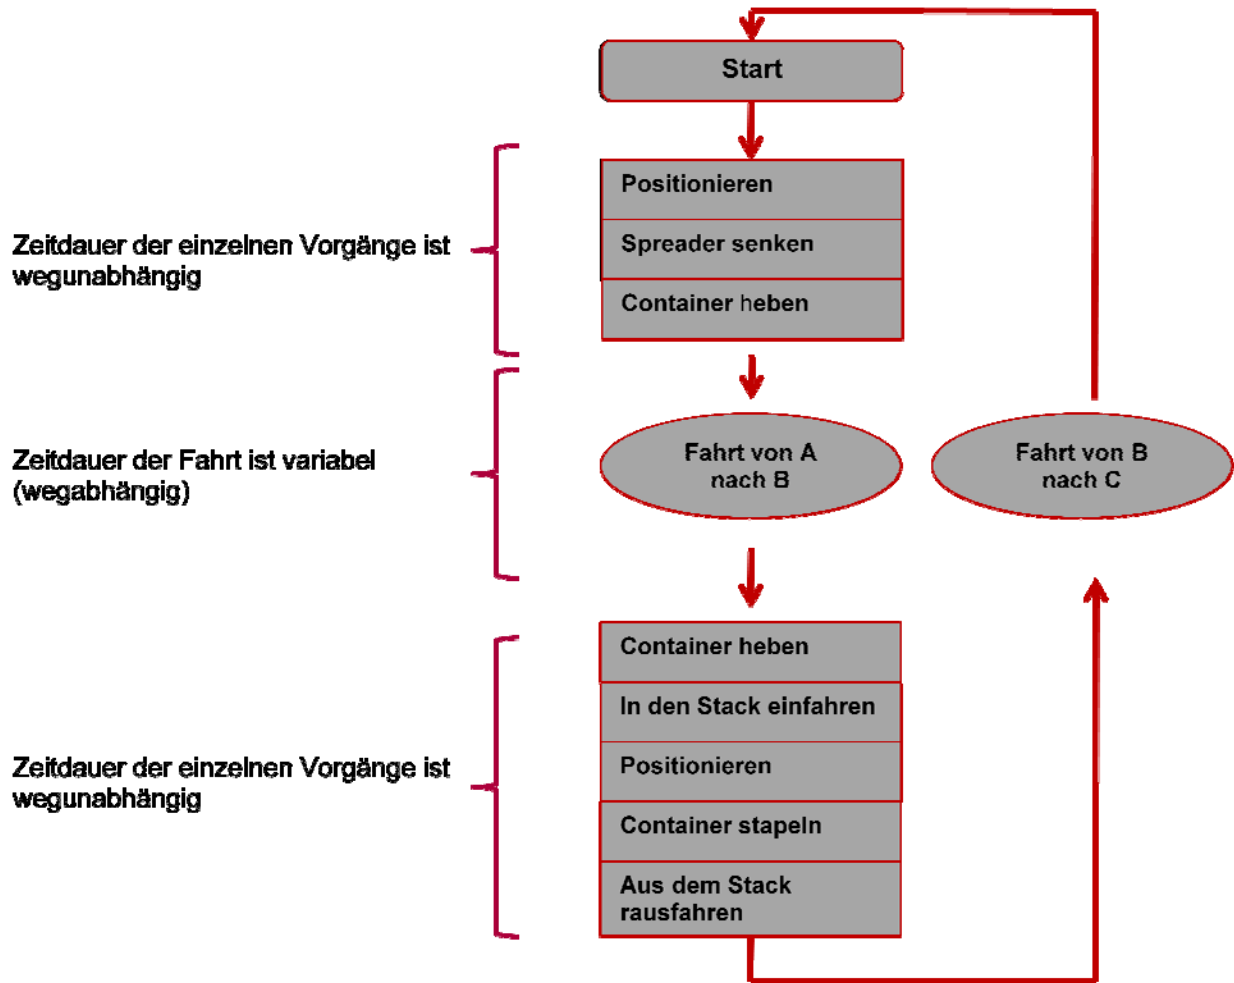 Start
Zeitdauer der einzelnen Vorgänge ist
wegunabhängig
Positionieren
Spreader senken
Container heben
Zeitdauer der Fahrt ist variabel
(wegabhängig)
Fahrt von A
nach B
Fahrt von B
nach C
Zeitdauer der einzelnen Vorgänge ist
wegunabhängig
Container heben
In den Stack einfahren
Positionieren
Container stapeln
Aus dem Stack
rausfahren